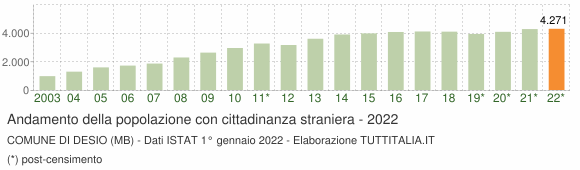 4.271
4.000
2.000
0
2003 04 05 06 07 08 09 10 11* 12 13 14 15 16 17 18 19* 20* 21* 22*
Andamento della popolazione con cittadinanza straniera - 2022
COMUNE DI DESIO (MB) - Dati ISTAT 1° gennaio 2022 - Elaborazione TUTTITALIA.IT
(*) post-censimento